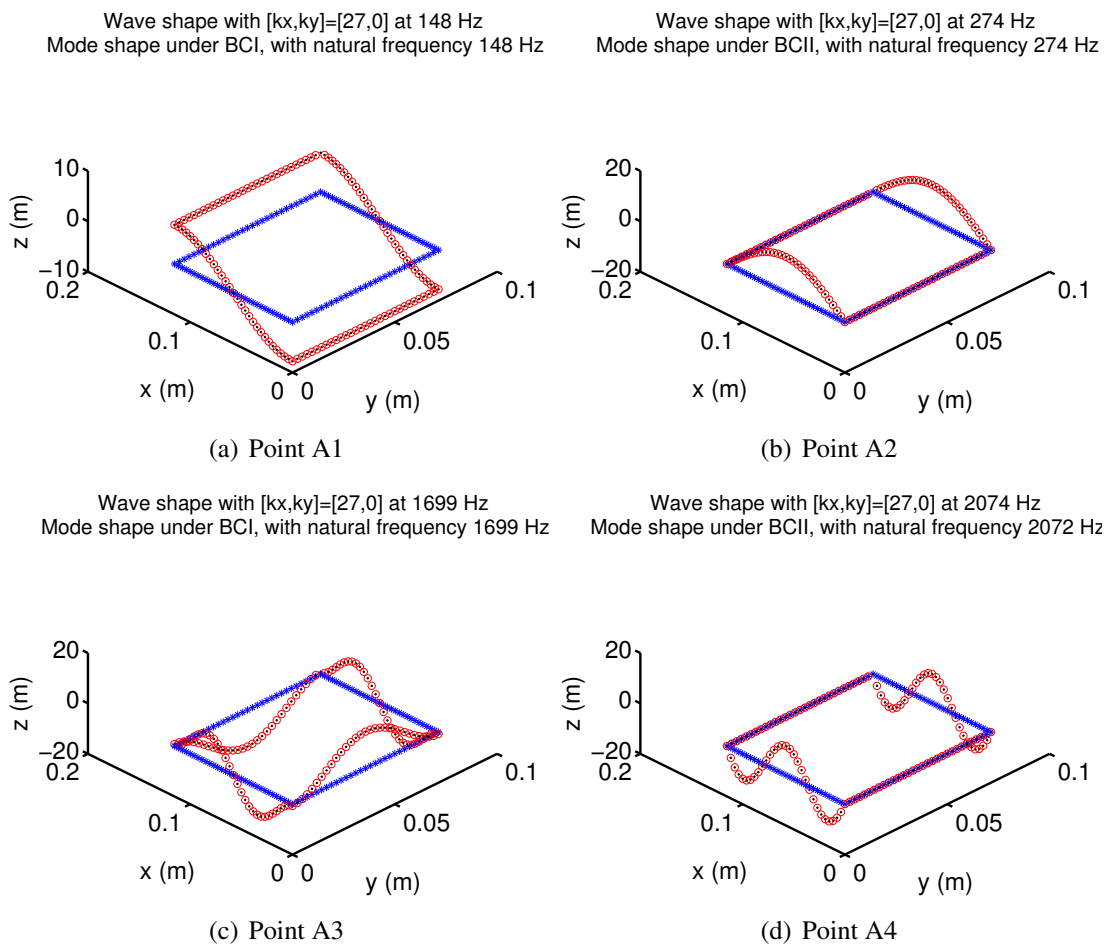 Wave shape with [kx,ky]=[27,0] at 148 Hz
Mode shape under BCI, with natural frequency 148 Hz
10
0
−10
0.2
0.1
0
0
0.05
0.1
z (m)
x (m)
y (m)
(a) Point A1
Wave shape with [kx,ky]=[27,0] at 274 Hz
Mode shape under BCII, with natural frequency 274 Hz
20
0
−20
0.2
0.1
0
0
0.05
0.1
z (m)
x (m)
y (m)
(b) Point A2
Wave shape with [kx,ky]=[27,0] at 1699 Hz
Mode shape under BCI, with natural frequency 1699 Hz
20
0
−20
0.2
0.1
0
0
0.05
0.1
z (m)
x (m)
y (m)
(c) Point A3
Wave shape with [kx,ky]=[27,0] at 2074 Hz
Mode shape under BCII, with natural frequency 2072 Hz
20
0
−20
0.2
0.1
0
0
0.05
0.1
z (m)
x (m)
y (m)
(d) Point A4